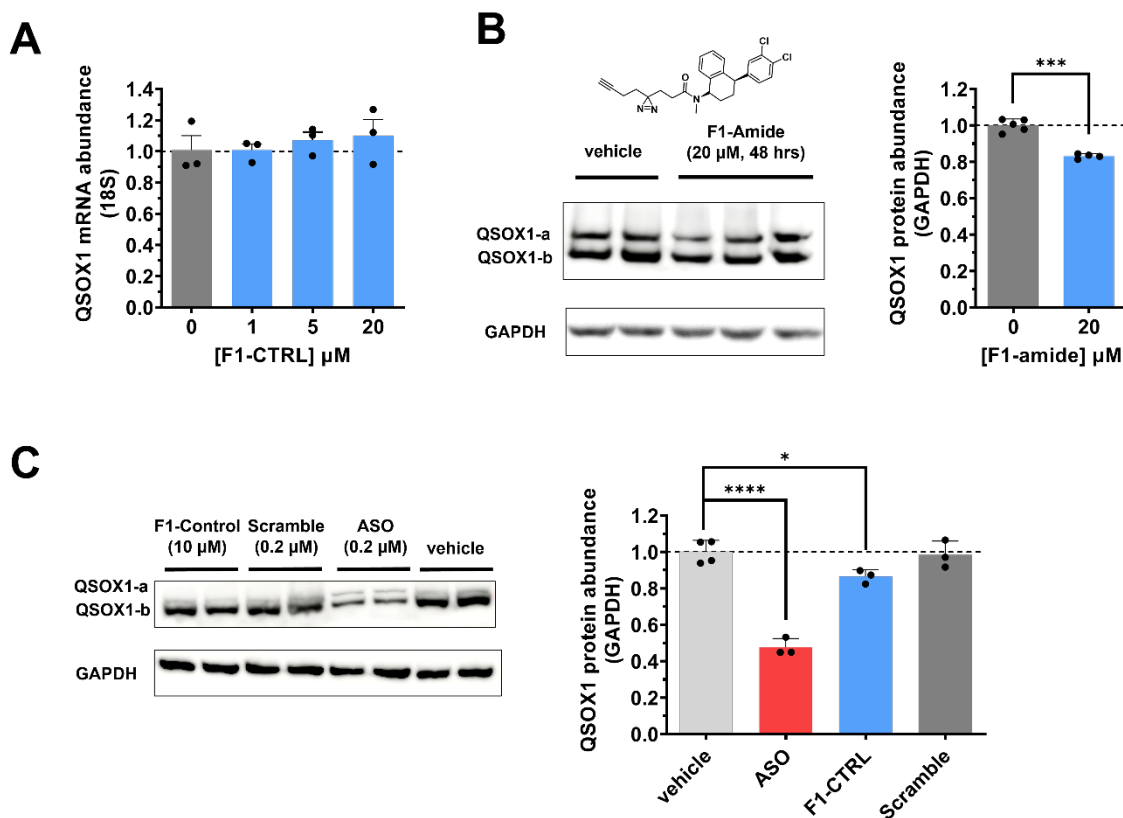 A
QSOX1 mRNA abundance
(18S)
1.4
1.2
1.0
0.8
0.6
0.4
0.2
0.0
0 1 5 20
[F1-CTRL] µM
B
Cl
Cl
O
N
N=N
F1-Amide
(20 µM, 48 hrs)
vehicle
QSOX1-a
QSOX1-b
GAPDH
QSOX1 protein abundance
(GAPDH)
***
1.2
1.0
0.8
0.6
0.4
0.2
0.0
0 20
[F1-amide] µM
C
F1-Control
(10 µM)
Scramble
(0.2 µM)
ASO
(0.2 µM)
vehicle
QSOX1-a
QSOX1-b
GAPDH
QSOX1 protein abundance
(GAPDH)
*
****
1.2
1.0
0.8
0.6
0.4
0.2
0.0
vehicle
ASO
F1-CTRL
Scramble